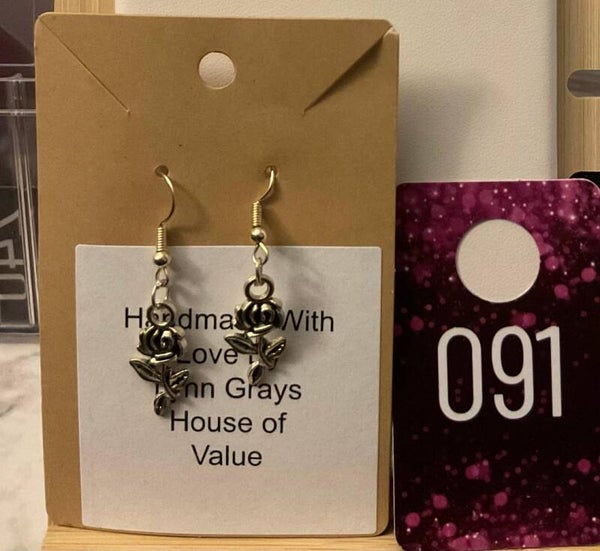 With
Love
Grays
House of
Value
091